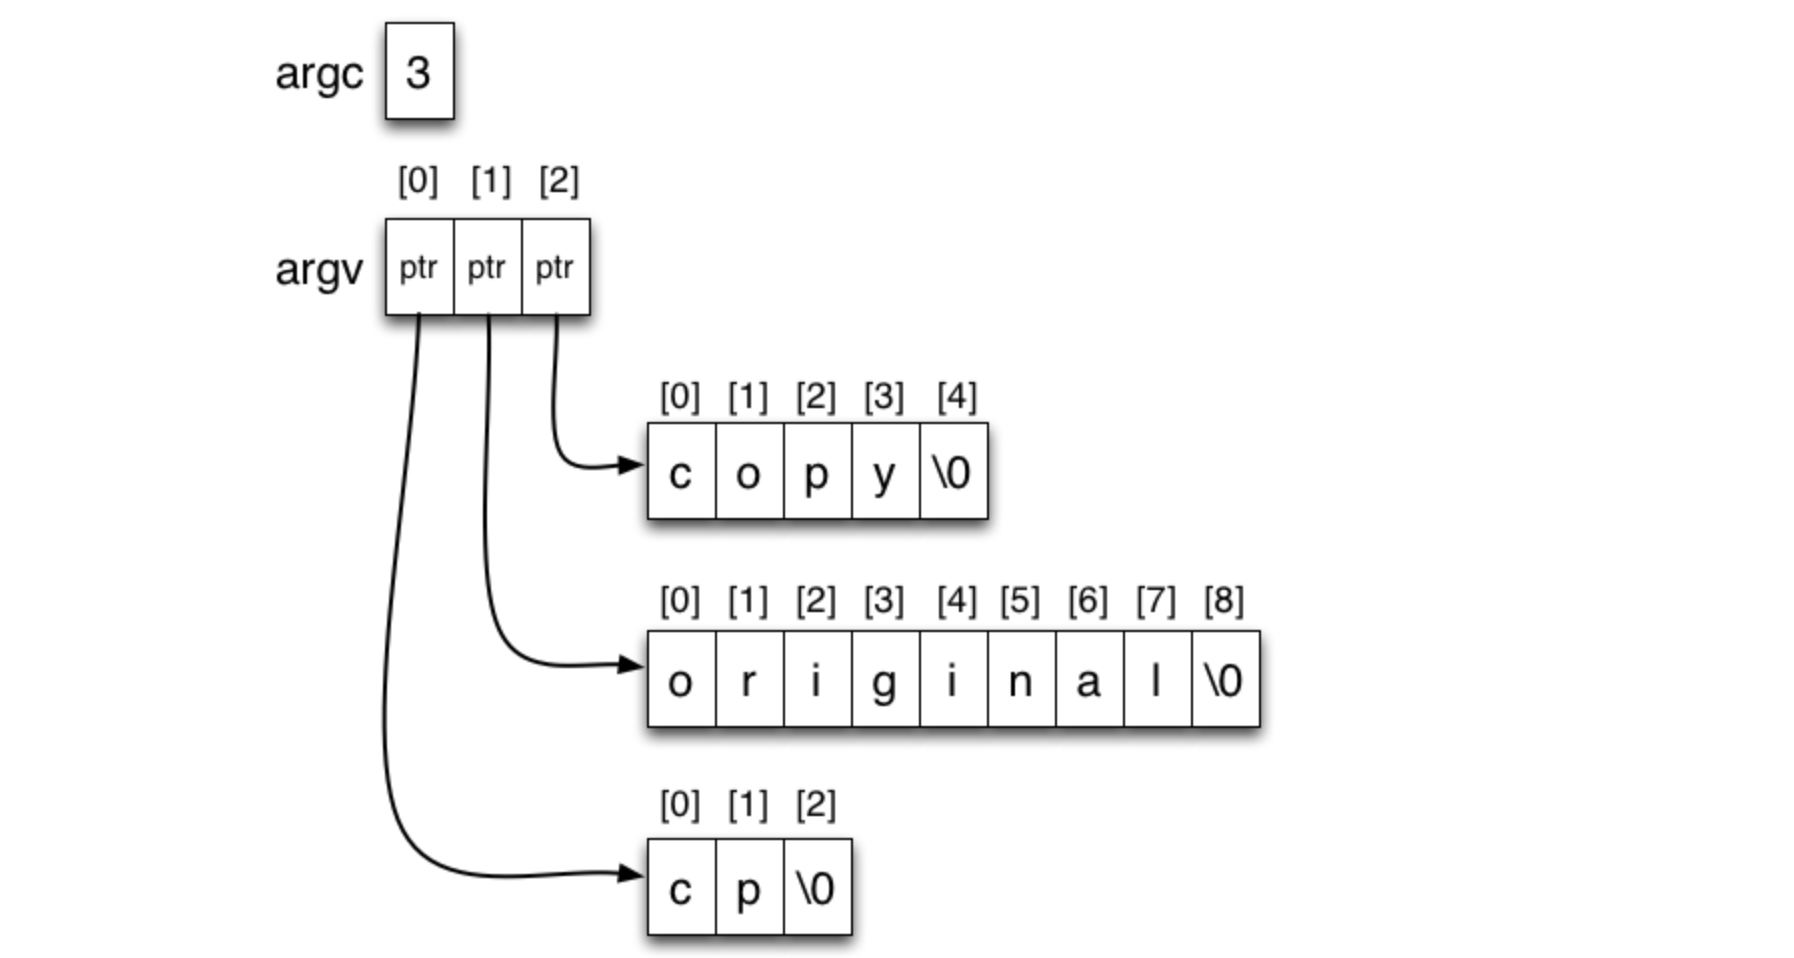 argc 3
[0] [1] [2]
argv ptr ptr ptr
[0] [1] [2] [3] [4]
c o p y \0
[0] [1] [2] [3] [4] [5] [6] [7] [8]
o r i g i n a l \0
[0] [1] [2]
c p \0